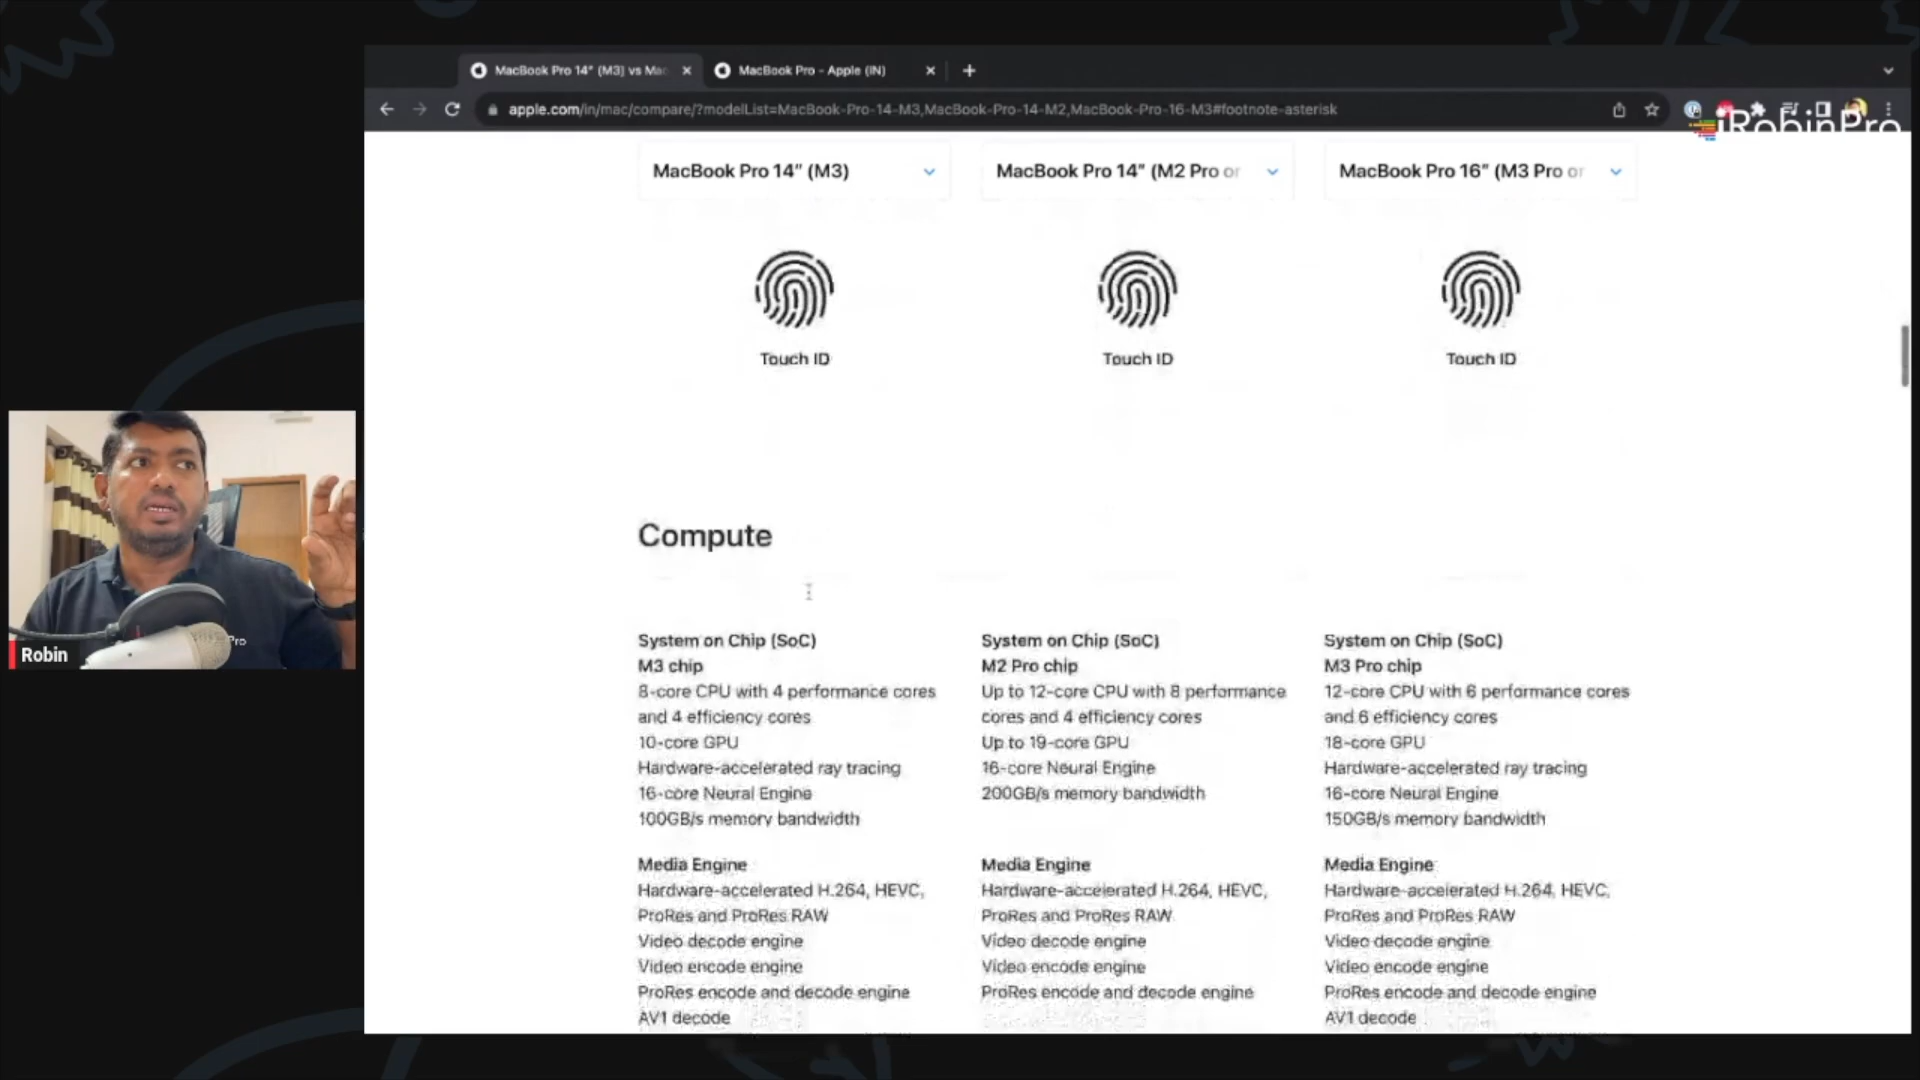 MacBook Pro 14" (M3) vs Mac
MacBook Pro - Apple (IN)
apple.com/in/mac/compare/?modelList=MacBook-Pro-14-M3,MacBook-Pro-14-M2,MacBook-Pro-16-M3#footnote-asterisk
iRobinPro
MacBook Pro 14" (M3)
MacBook Pro 14" (M2 Pro or
MacBook Pro 16" (M3 Pro or
Touch ID
Touch ID
Touch ID
Compute
System on Chip (SoC)
M3 chip
8-core CPU with 4 performance cores
and 4 efficiency cores
10-core GPU
Hardware-accelerated ray tracing
16-core Neural Engine
100GB/s memory bandwidth
Media Engine
Hardware-accelerated H.264, HEVC,
ProRes and ProRes RAW
Video decode engine
Video encode engine
ProRes encode and decode engine
AV1 decode
System on Chip (SoC)
M2 Pro chip
Up to 12-core CPU with 8 performance
cores and 4 efficiency cores
Up to 19-core GPU
16-core Neural Engine
200GB/s memory bandwidth
Media Engine
Hardware-accelerated H.264, HEVC,
ProRes and ProRes RAW
Video decode engine
Video encode engine
ProRes encode and decode engine
System on Chip (SoC)
M3 Pro chip
12-core CPU with 6 performance cores
and 6 efficiency cores
18-core GPU
Hardware-accelerated ray tracing
16-core Neural Engine
150GB/s memory bandwidth
Media Engine
Hardware-accelerated H.264, HEVC,
ProRes and ProRes RAW
Video decode engine
Video encode engine
ProRes encode and decode engine
AV1 decode
Pro
Robin